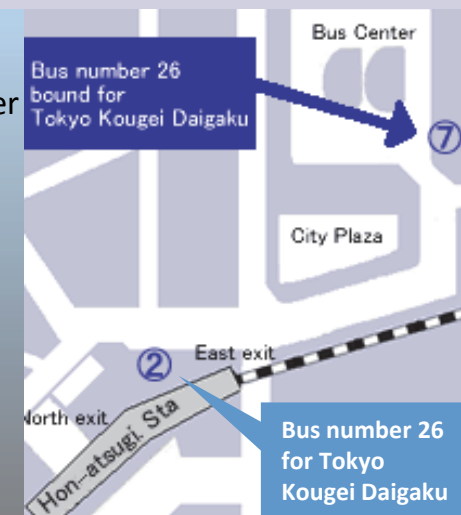 Bus Center
Bus number 26
bound for
Tokyo Kougei Daigaku
er
⑦
City Plaza
East exit
②
North exit
Hon-atsugi Sta
Bus number 26
for Tokyo
Kougei Daigaku